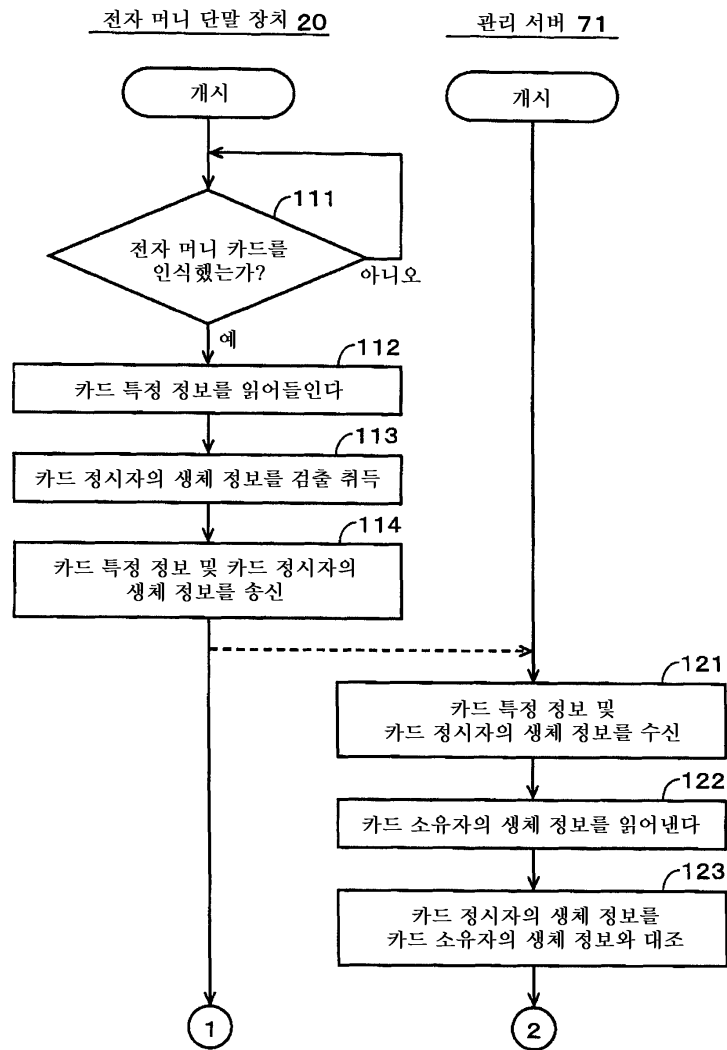 전자 머니 단말 장치 20
관리 서버 71
개시
개시
111
전자 머니 카드를
인식했는가?
아니오
예
112
카드 특정 정보를 읽어들인다
113
카드 정시자의 생체 정보를 검출 취득
114
카드 특정 정보 및 카드 정시자의
생체 정보를 송신
121
카드 특정 정보 및
카드 정시자의 생체 정보를 수신
122
카드 소유자의 생체 정보를 읽어낸다
123
카드 정시자의 생체 정보를
카드 소유자의 생체 정보와 대조
1
2